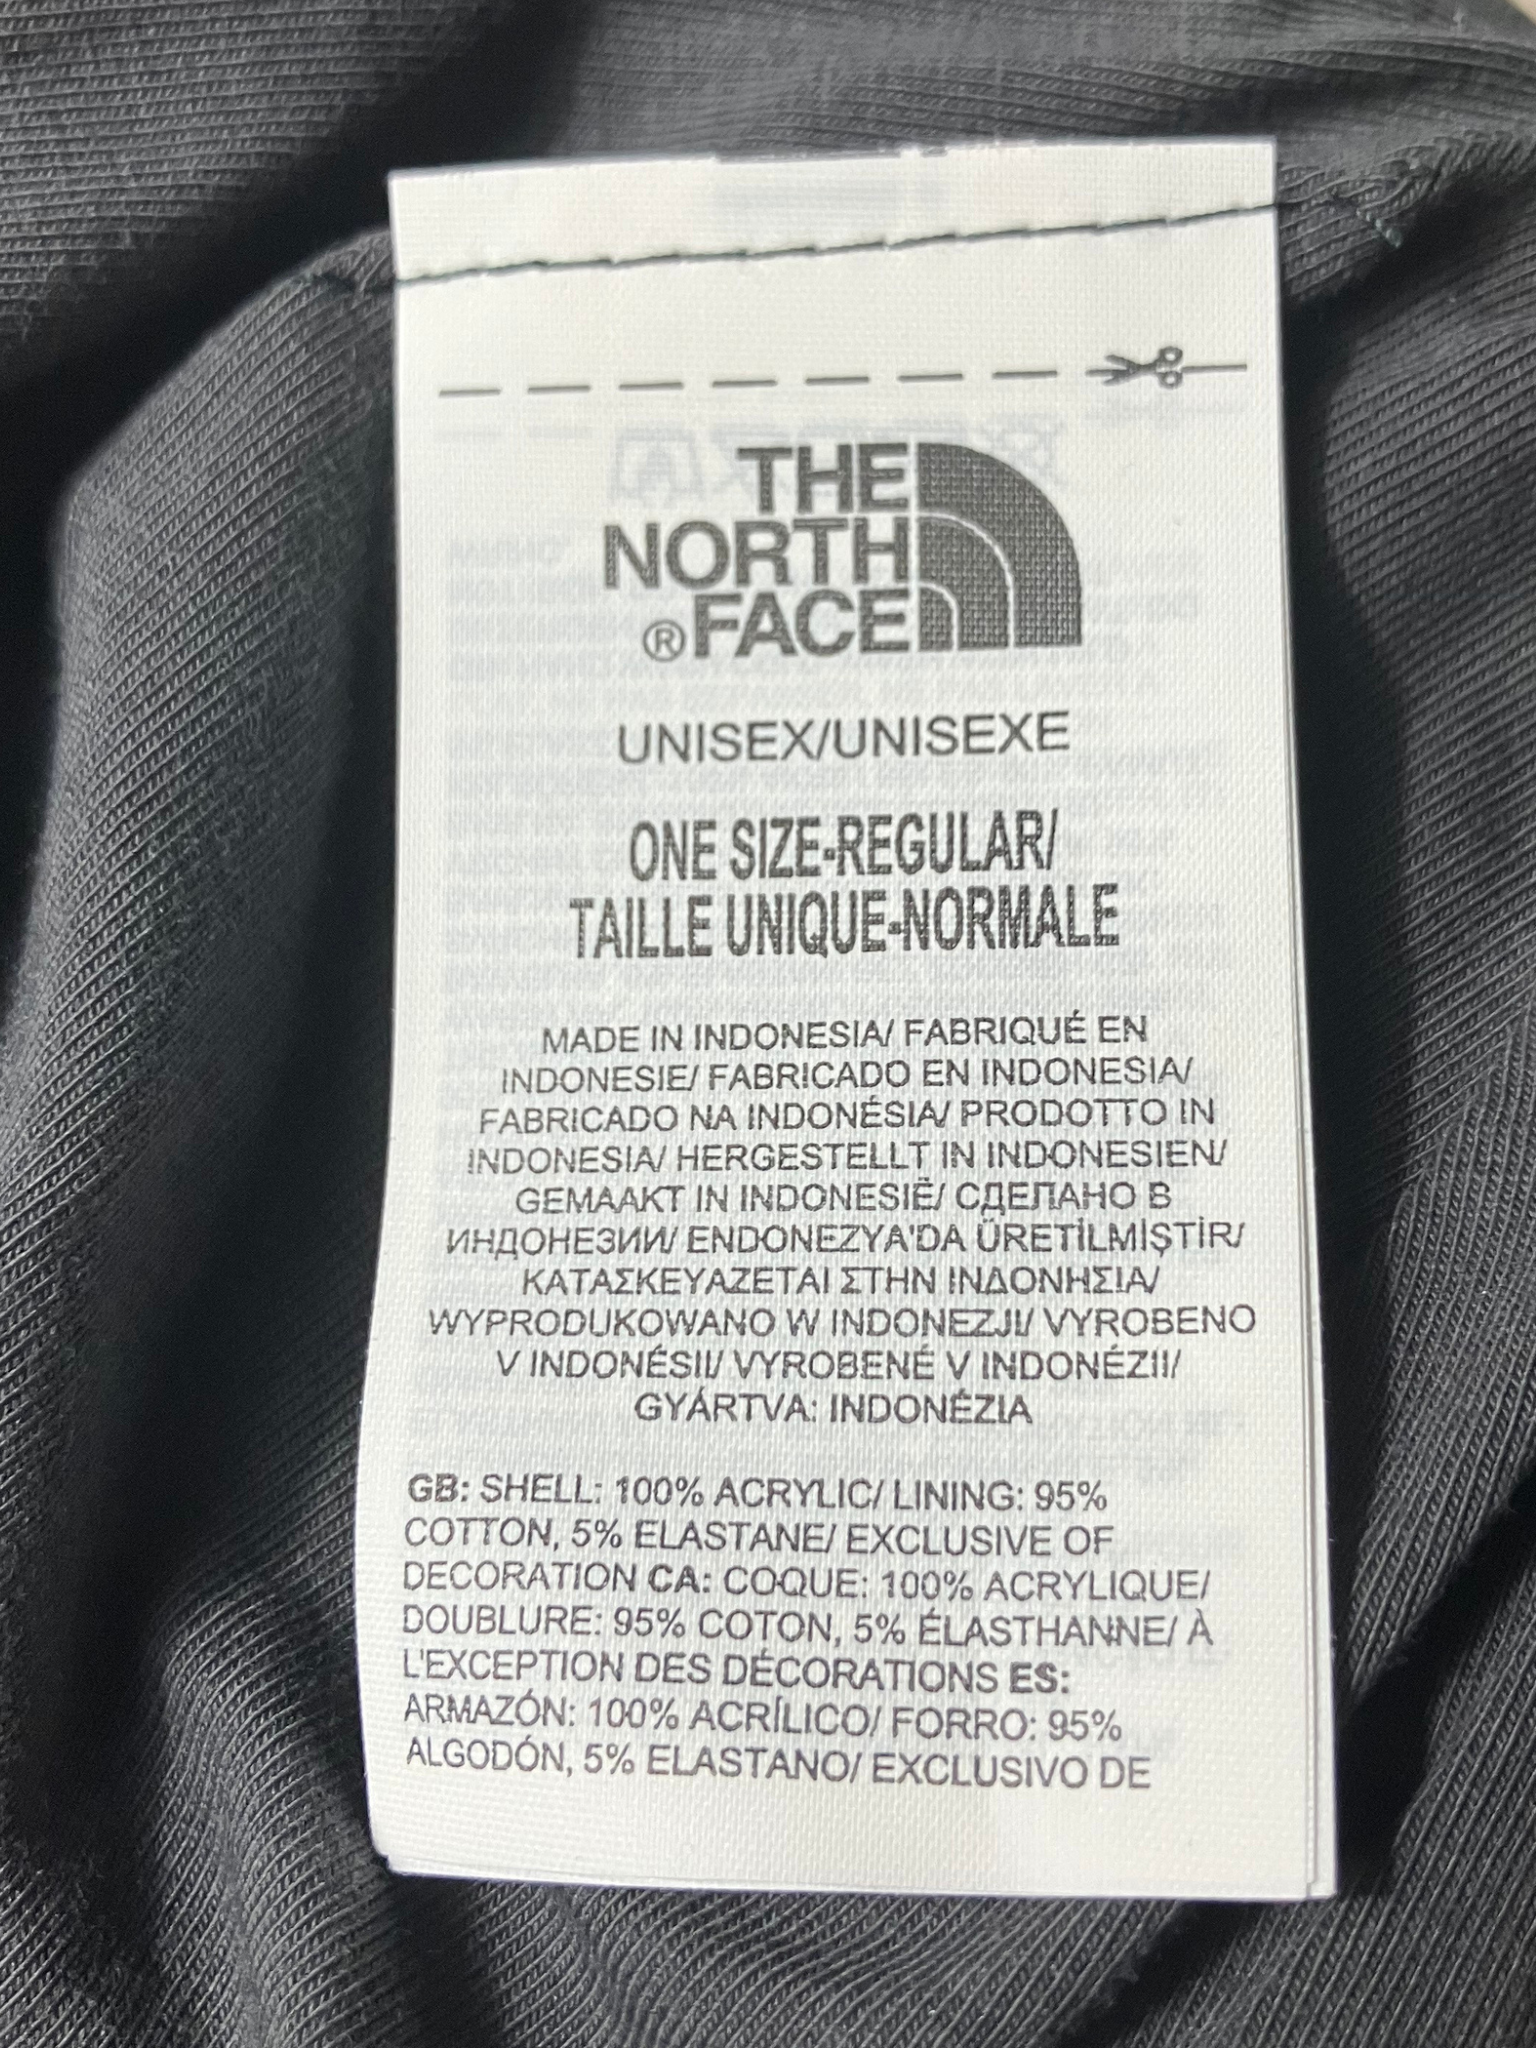 THE
NORTH
®FACE
UNISEX/UNISEXE
ONE SIZE-REGULAR/
TAILLE UNIQUE-NORMALE
MADE IN INDONESIA/ FABRIQUÉ EN
INDONESIE/ FABRICADO EN INDONESIA/
FABRICADO NA INDONÉSIA/ PRODOTTO IN
INDONESIA/ HERGESTELLT IN INDONESIEN/
GEMAAKT IN INDONESIË/ СДЕЛАНО В
ИНДОНЕЗИИ/ ENDONEZYA'DA ÜRETİLMİŞTİR/
ΚΑΤΑΣΚΕΥΑΖΕΤΑΙ ΣΤΗΝ ΙΝΔΟΝΗΣΙΑ/
WYPRODUKOWANO W INDONEZJI/ VYROBENO
V INDONÉSII/ VYROBENÉ V INDONÉZII/
GYÁRTVA: INDONÉZIA
GB: SHELL: 100% ACRYLIC/ LINING: 95%
COTTON, 5% ELASTANE/ EXCLUSIVE OF
DECORATION CA: COQUE: 100% ACRYLIQUE/
DOUBLURE: 95% COTON, 5% ÉLASTHANNE/ À
L'EXCEPTION DES DÉCORATIONS ES:
ARMAZÓN: 100% ACRÍLICO/ FORRO: 95%
ALGODÓN, 5% ELASTANO/ EXCLUSIVO DE